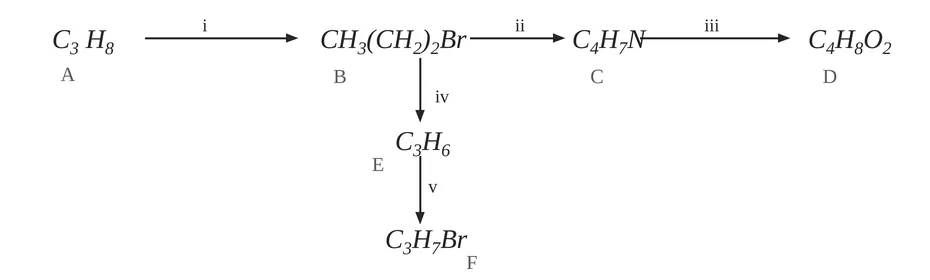 i ii iii
C₃ H₈ CH₃(CH₂)₂Br C₄H₇N C₄H₈O₂
A B C D
iv
C₃H₆
E
v
C₃H₇Br
F